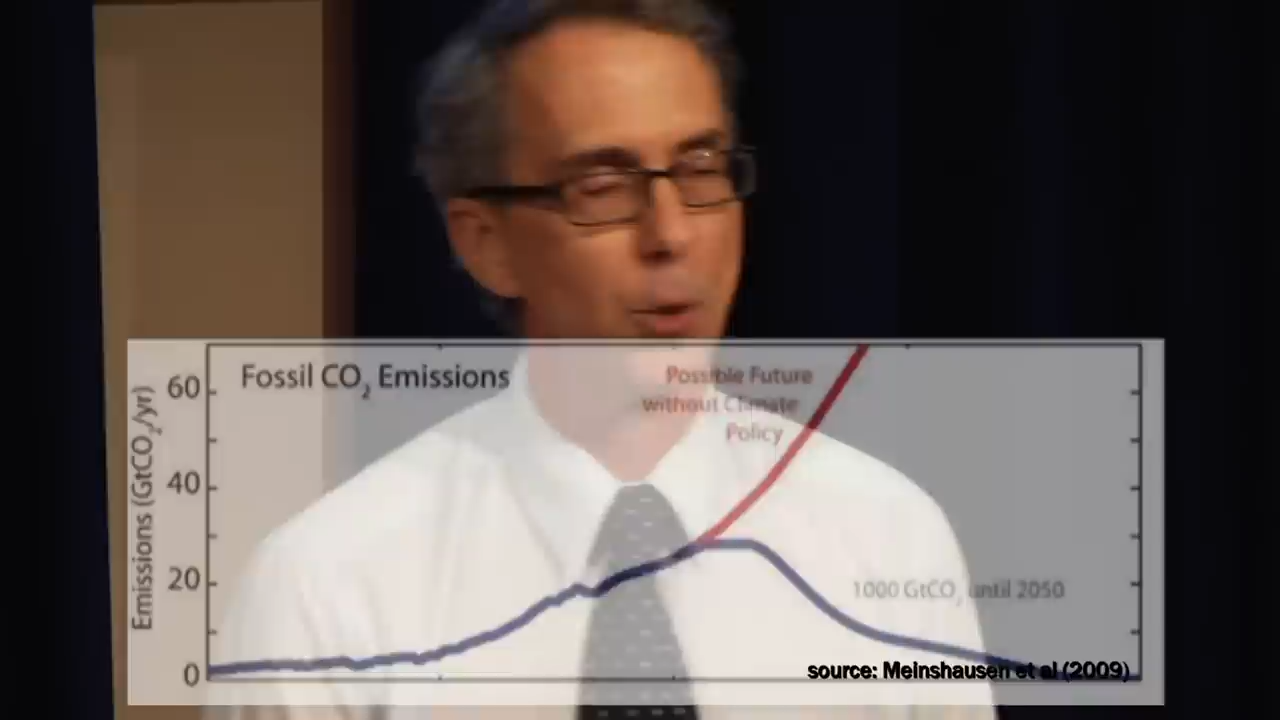 Fossil CO₂ Emissions
Possible Future
without Climate
Policy
Emissions (GtCO₂/yr)
60
40
20
0
1000 GtCO₂ until 2050
source: Meinshausen et al (2009)